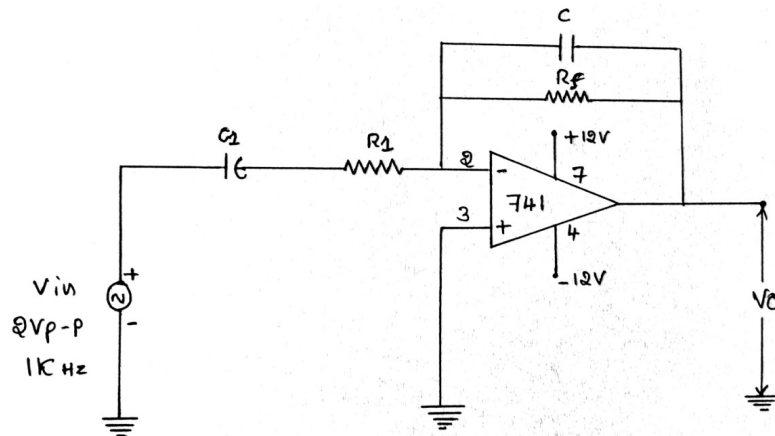 C
Rf
C1
R1
+12V
2
-
7
741
3
+
4
-12V
Vin
+
2Vp-p
-
1KHz
Vo